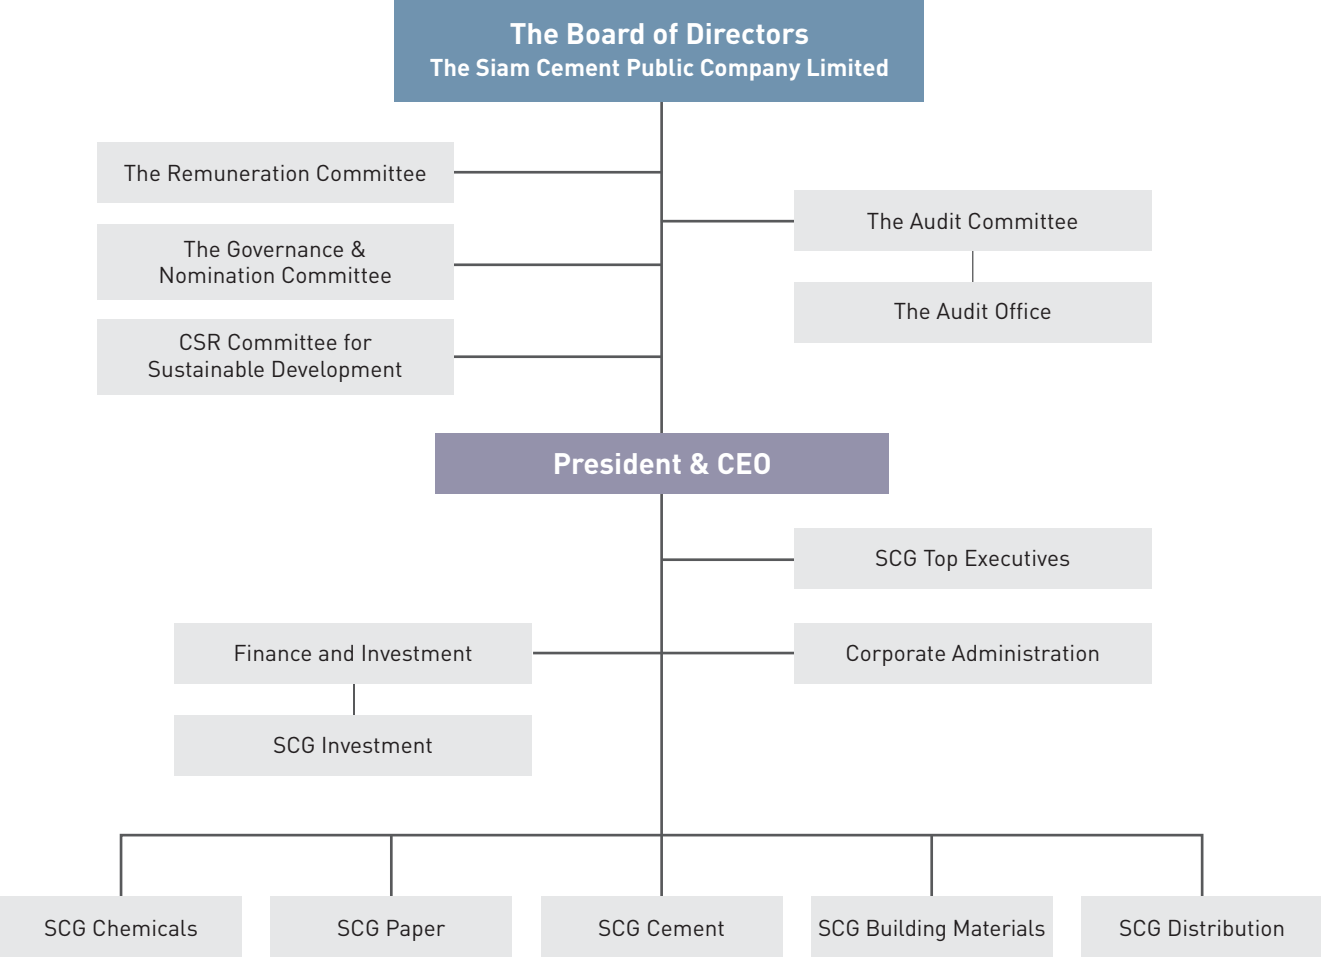 The Board of Directors
The Siam Cement Public Company Limited
The Remuneration Committee
The Audit Committee
The Governance &
Nomination Committee
The Audit Office
CSR Committee for
Sustainable Development
President & CEO
SCG Top Executives
Finance and Investment
Corporate Administration
SCG Investment
SCG Chemicals
SCG Paper
SCG Cement
SCG Building Materials
SCG Distribution